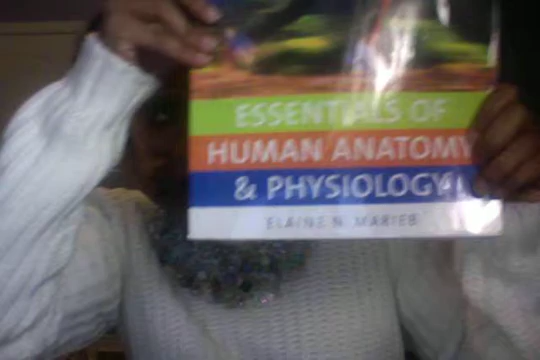 ESSENTIALS OF
HUMAN ANATOMY
& PHYSIOLOGY
ELAINE N. MARIEB